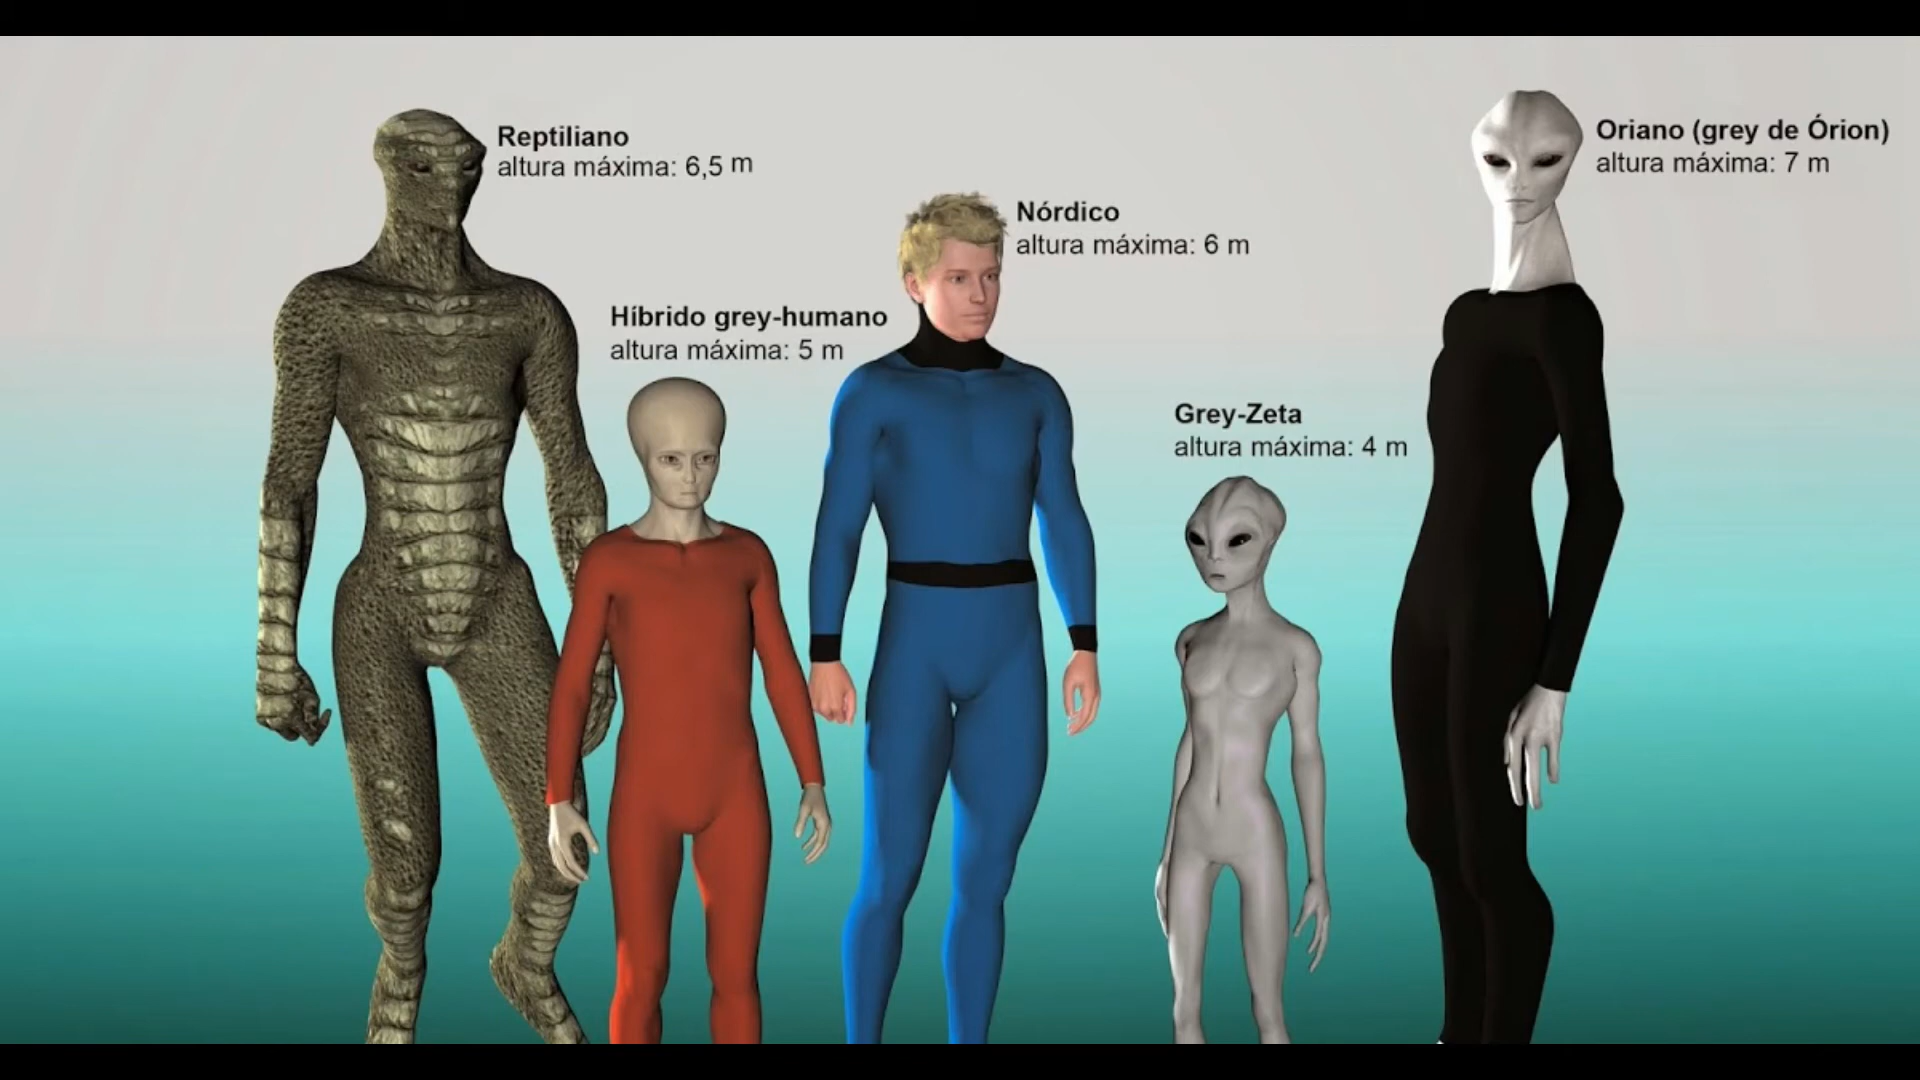 Reptiliano
altura máxima: 6,5 m
Híbrido grey-humano
altura máxima: 5 m
Nórdico
altura máxima: 6 m
Grey-Zeta
altura máxima: 4 m
Oriano (grey de Órion)
altura máxima: 7 m